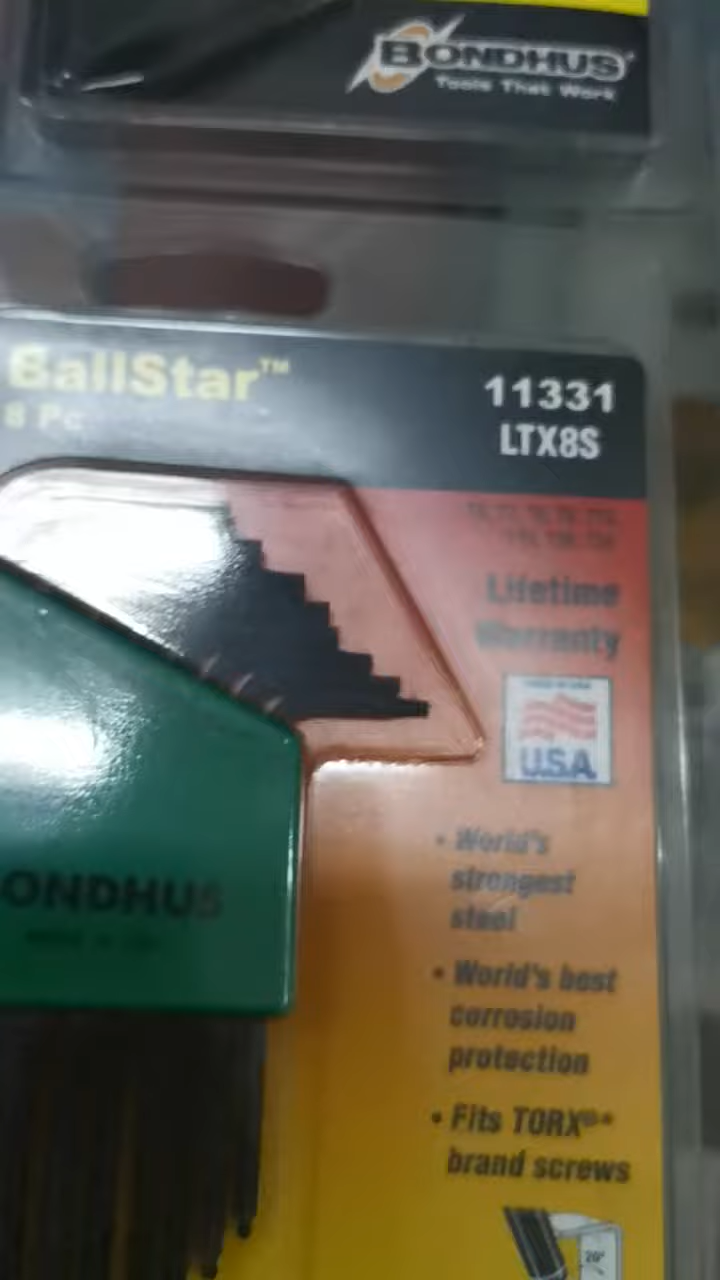 BONDHUS
Tools That Work
BallStar™
8 Pc
11331
LTX8S
Lifetime
Warranty
U.S.A.
ONDHUS
• World's
strongest
steel
• World's best
corrosion
protection
• Fits TORX®*
brand screws
20°